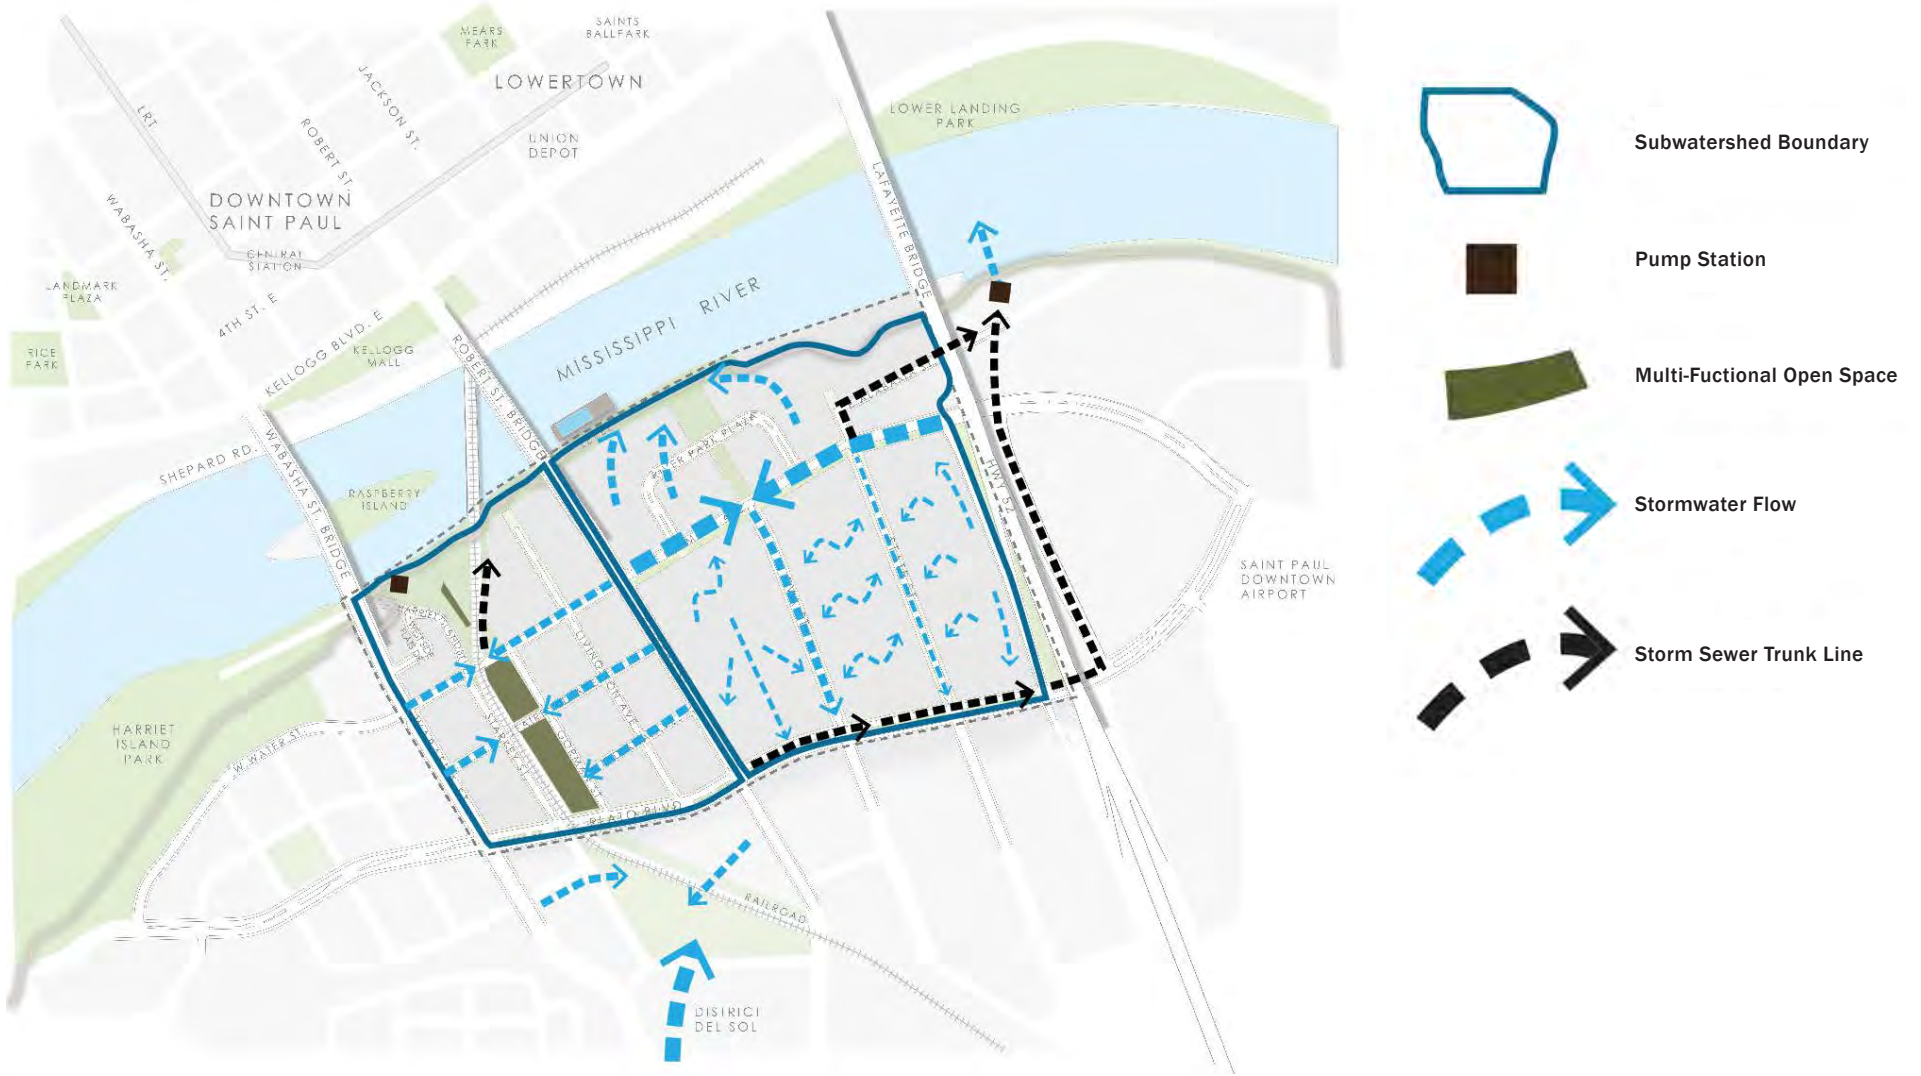 MEARS
PARK
SAINTS
BALLPARK
LOWERTOWN
JACKSON ST.
LRT
ROBERT ST.
UNION
DEPOT
LOWER LANDING
PARK
DOWNTOWN
SAINT PAUL
WABASHA ST.
CENTRAL
STATION
LAFAYETTE BRIDGE
LANDMARK
PLAZA
4TH ST. E
KELLOGG BLVD. E
RICE
PARK
KELLOGG
MALL
MISSISSIPPI RIVER
ROBERT ST. BRIDGE
SHEPARD RD.
WABASHA ST. BRIDGE
RASPBERRY
ISLAND
HWY 52
SAINT PAUL
DOWNTOWN
AIRPORT
LIVINGSTON AVE.
STARKEY ST.
HARRIET
ISLAND
PARK
W WATER ST.
PLATO BLVD
RAILROAD
DISTRICT
DEL SOL
Subwatershed Boundary
Pump Station
Multi-Fuctional Open Space
Stormwater Flow
Storm Sewer Trunk Line